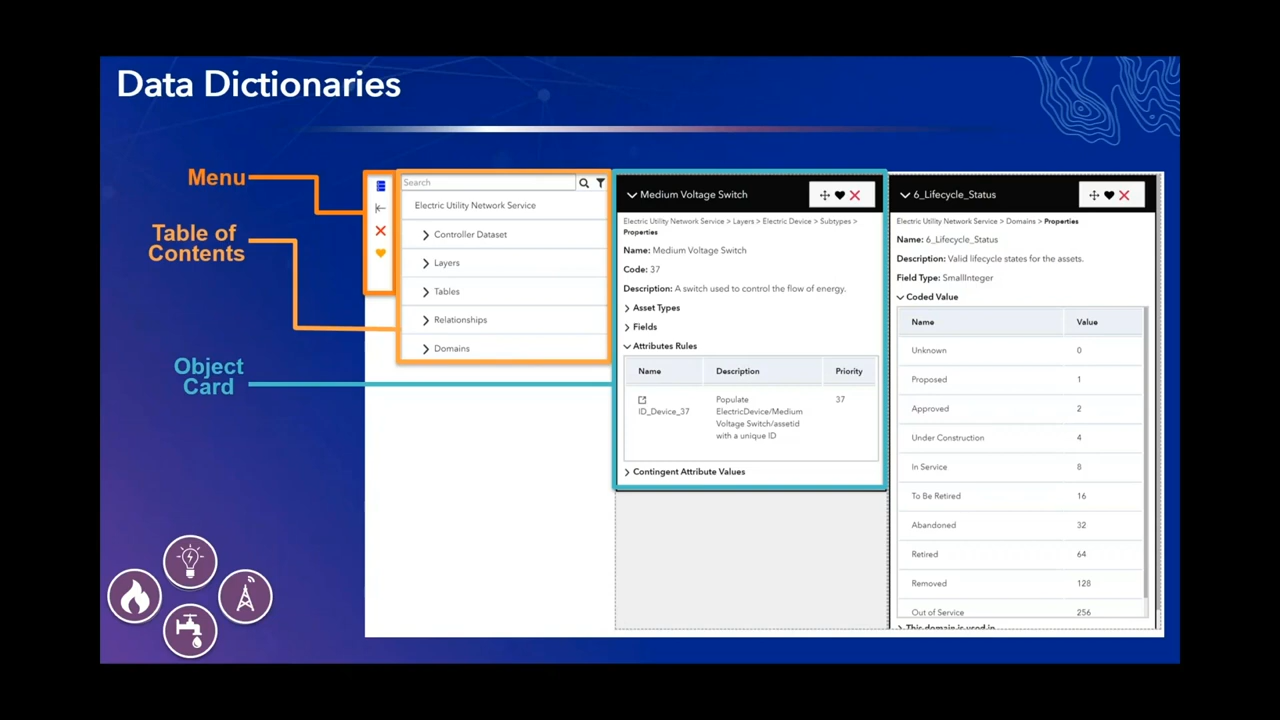 Data Dictionaries
Menu
Table of
Contents
Object
Card
Search
Electric Utility Network Service
Controller Dataset
Layers
Tables
Relationships
Domains
Medium Voltage Switch
Electric Utility Network Service > Layers > Electric Device > Subtypes >
Properties
Name: Medium Voltage Switch
Code: 37
Description: A switch used to control the flow of energy.
Asset Types
Fields
Attributes Rules
Name Description Priority
ID_Device_37
Populate
ElectricDevice/Medium
Voltage Switch/assetid
with a unique ID
37
Contingent Attribute Values
6_Lifecycle_Status
Electric Utility Network Service > Domains > Properties
Name: 6_Lifecycle_Status
Description: Valid lifecycle states for the assets.
Field Type: SmallInteger
Coded Value
Name Value
Unknown 0
Proposed 1
Approved 2
Under Construction 4
In Service 8
To Be Retired 16
Abandoned 32
Retired 64
Removed 128
Out of Service 256
This domain is used in